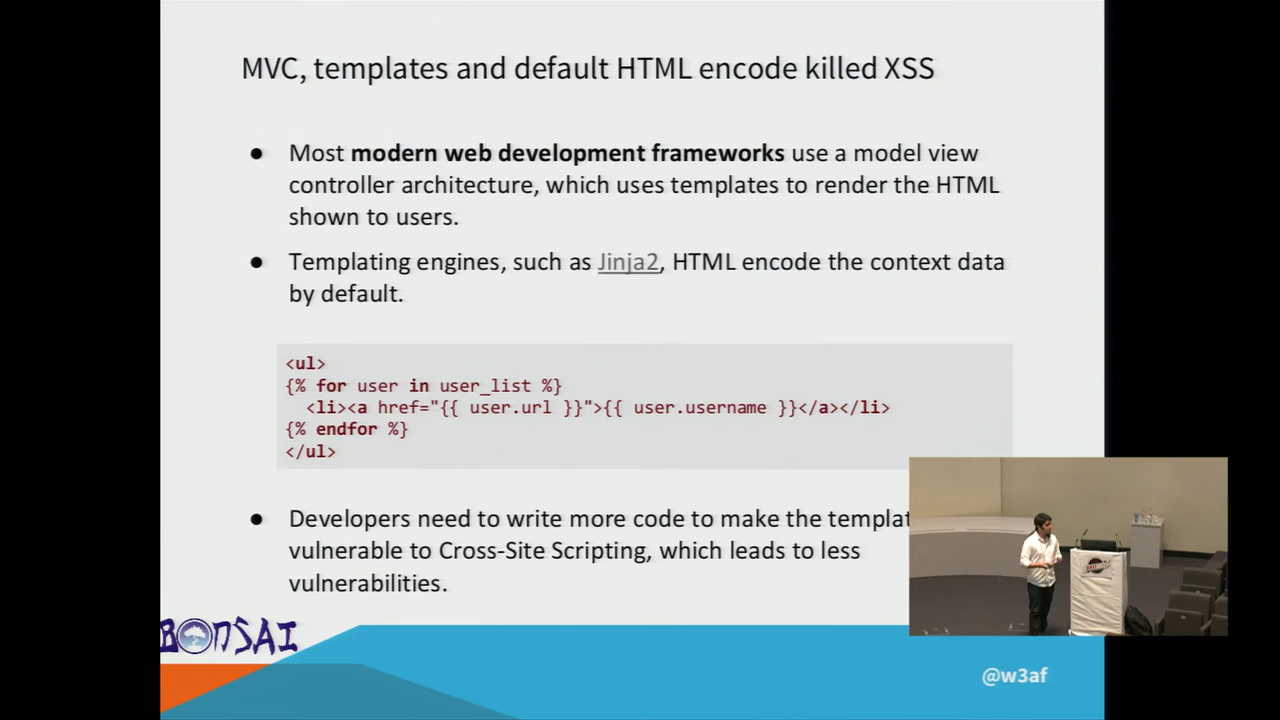 MVC, templates and default HTML encode killed XSS
● Most modern web development frameworks use a model view
controller architecture, which uses templates to render the HTML
shown to users.
● Templating engines, such as Jinja2, HTML encode the context data
by default.
<ul>
{% for user in user_list %}
<li><a href="{{ user.url }}">{{ user.username }}</a></li>
{% endfor %}
</ul>
● Developers need to write more code to make the templat
vulnerable to Cross-Site Scripting, which leads to less
vulnerabilities.
BONSAI
@w3af